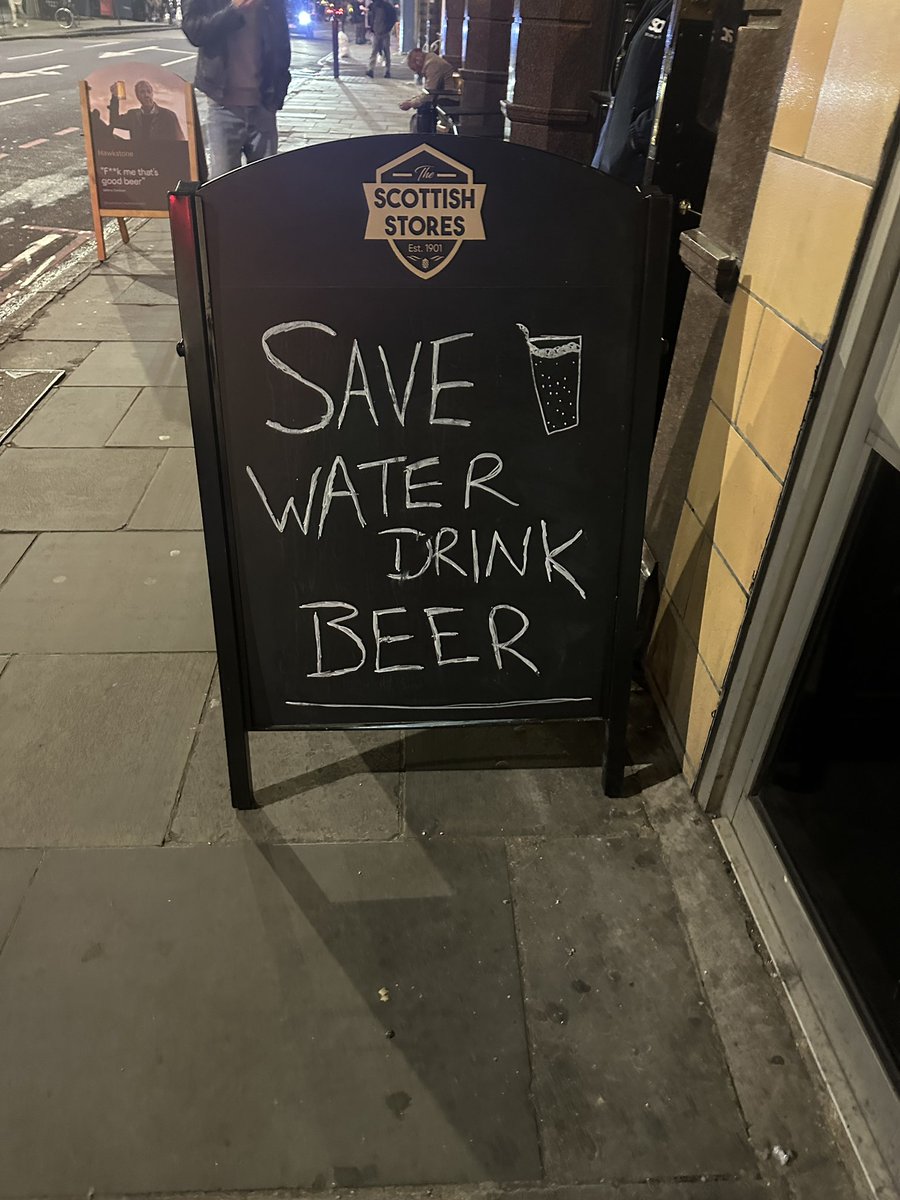 The
SCOTTISH
STORES
Est. 1901
SAVE
WATER
DRINK
BEER
Hawkstone
"F**k me that's
good beer"